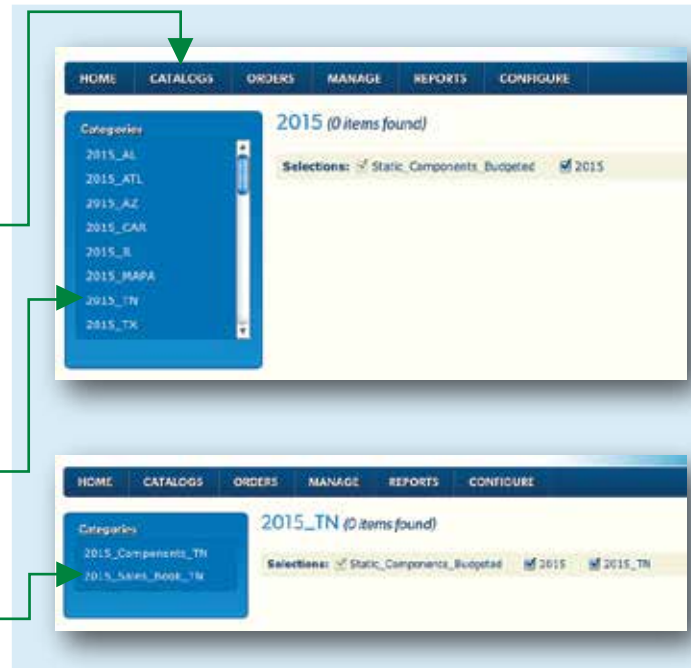 HOME CATALOGS ORDERS MANAGE REPORTS CONFIGURE
Categories
2015_AL
2015_ATL
2015_AZ
2015_CAR
2015_IL
2015_MAPA
2015_TN
2015_TX
2015 (0 items found)
Selections: Static_Components_Budgeted 2015
HOME CATALOGS ORDERS MANAGE REPORTS CONFIGURE
Categories
2015_Components_TN
2015_Sales_Book_TN
2015_TN (0 items found)
Selections: Static_Components_Budgeted 2015 2015_TN